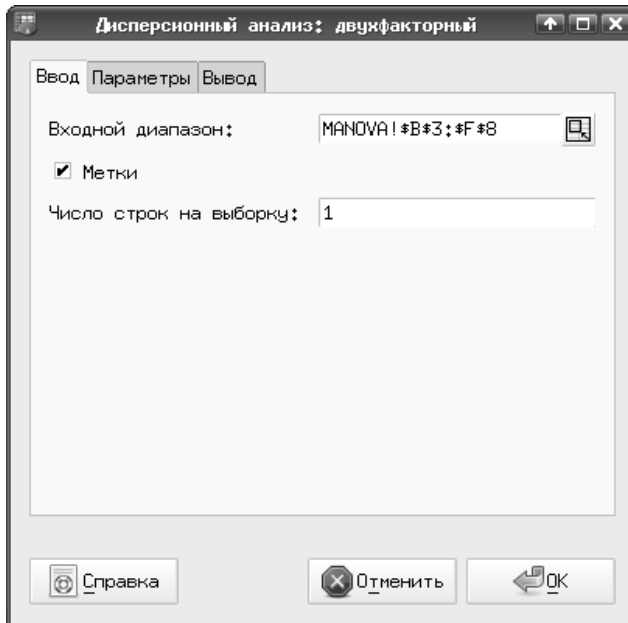 Дисперсионный анализ: двухфакторный
Ввод Параметры Вывод
Входной диапазон: MANOVA!$B$3:$F$8
Метки
Число строк на выборку: 1
Справка Отменить OK